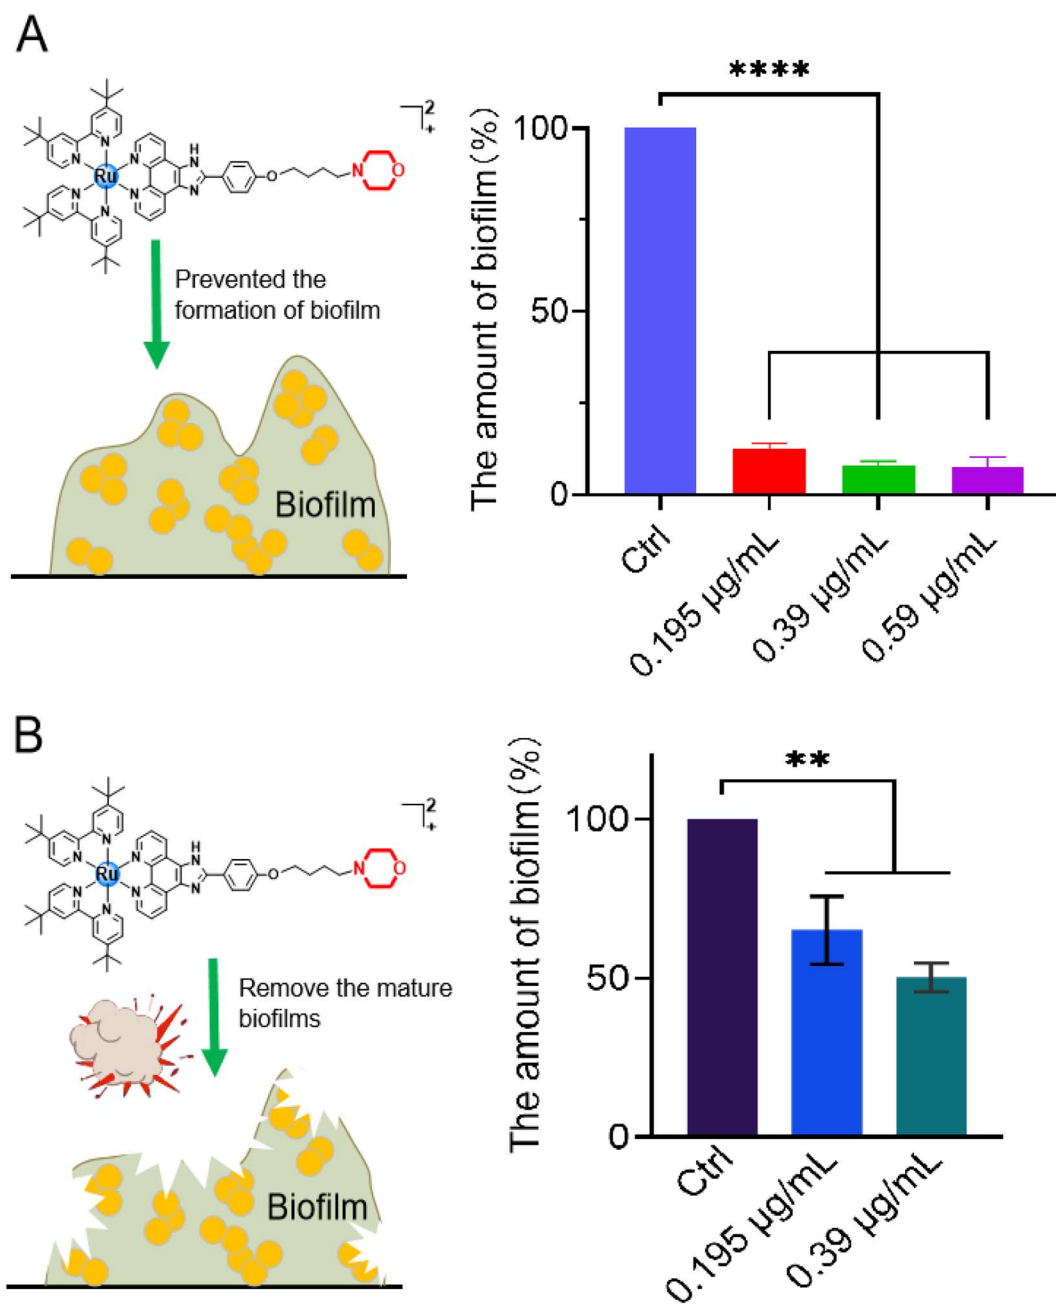 A
2
+
N
N
N
N
Ru
N
N
H
N
N
O
N
O
Prevented the
formation of biofilm
Biofilm
The amount of biofilm(%)
****
100
50
0
Ctrl
0.195 µg/mL
0.39 µg/mL
0.59 µg/mL
B
2
+
N
N
N
N
Ru
N
N
H
N
N
O
N
O
Remove the mature
biofilms
Biofilm
The amount of biofilm(%)
**
100
50
0
Ctrl
0.195 µg/mL
0.39 µg/mL